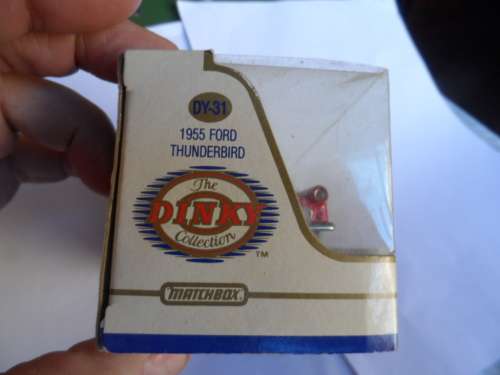 DY-31
1955 FORD
THUNDERBIRD
The
DINKY
Collection
TM
MATCHBOX